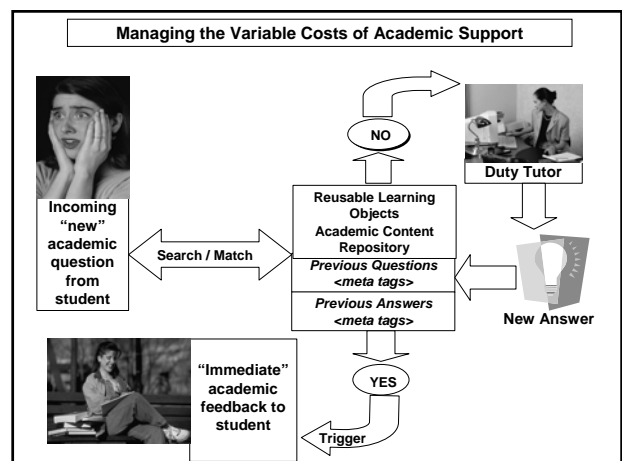 Managing the Variable Costs of Academic Support
NO
Duty Tutor
Incoming
“new”
academic
question
from
student
Search / Match
Reusable Learning
Objects
Academic Content
Repository
Previous Questions
<meta tags>
Previous Answers
<meta tags>
New Answer
“Immediate”
academic
feedback to
student
YES
Trigger